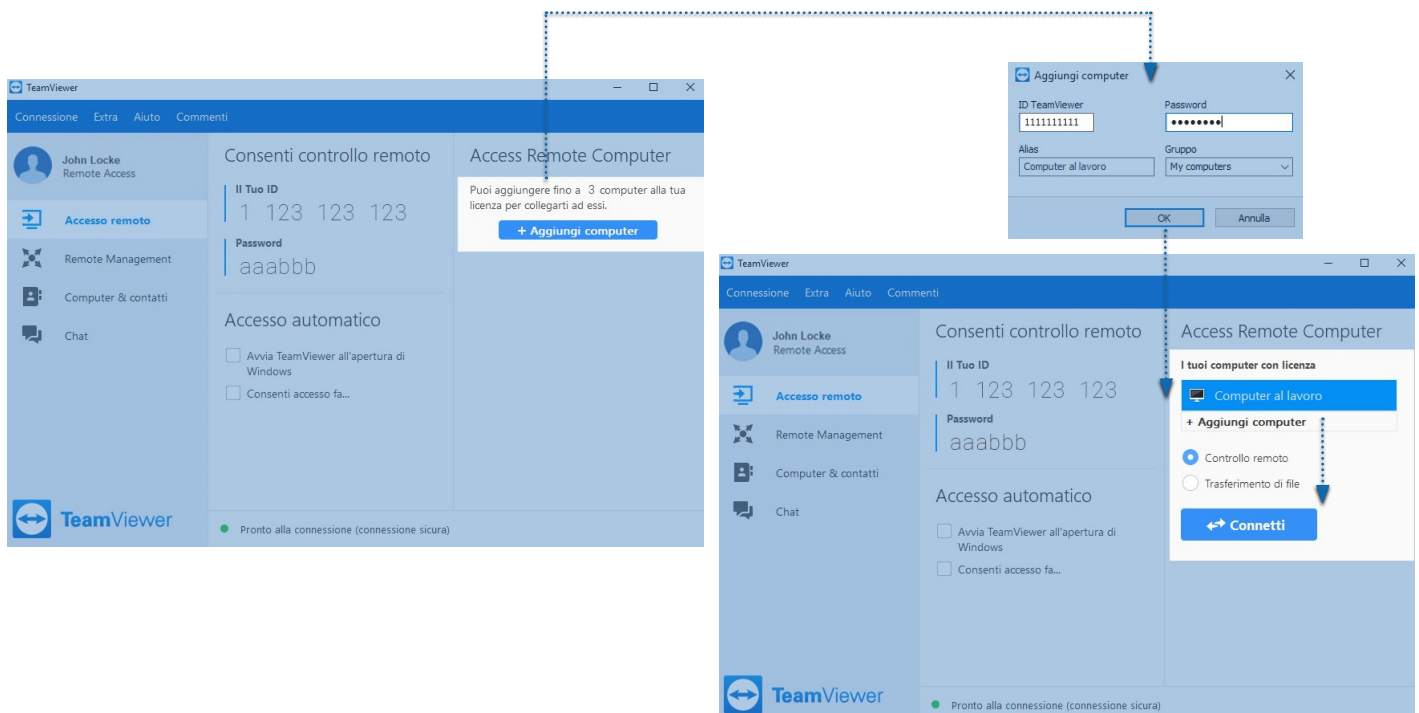 TeamViewer
Connessione Extra Aiuto Commenti
John Locke
Remote Access
Accesso remoto
Remote Management
Computer & contatti
Chat
TeamViewer
Consenti controllo remoto
Il Tuo ID
1 123 123 123
Password
aaabbb
Accesso automatico
Avvia TeamViewer all'apertura di
Windows
Consenti accesso fa...
Pronto alla connessione (connessione sicura)
Access Remote Computer
Puoi aggiungere fino a 3 computer alla tua
licenza per collegarti ad essi.
+ Aggiungi computer
Aggiungi computer
ID TeamViewer Password
1111111111 ••••••••
Alias Gruppo
Computer al lavoro My computers
OK Annulla
TeamViewer
Connessione Extra Aiuto Commenti
John Locke
Remote Access
Accesso remoto
Remote Management
Computer & contatti
Chat
TeamViewer
Consenti controllo remoto
Il Tuo ID
1 123 123 123
Password
aaabbb
Accesso automatico
Avvia TeamViewer all'apertura di
Windows
Consenti accesso fa...
Pronto alla connessione (connessione sicura)
Access Remote Computer
I tuoi computer con licenza
Computer al lavoro
+ Aggiungi computer
Controllo remoto
Trasferimento di file
Connetti